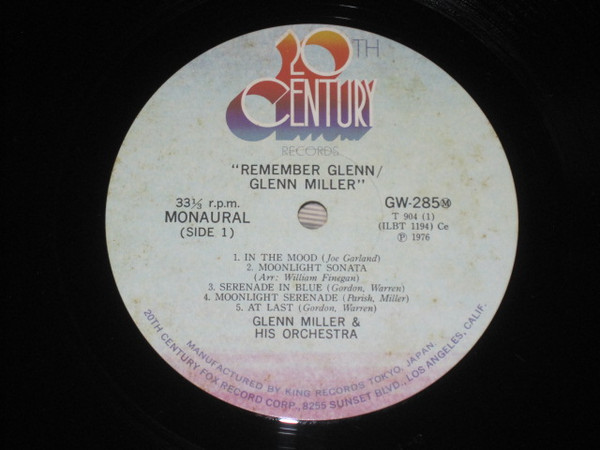 20TH
CENTURY
RECORDS
"REMEMBER GLENN/
GLENN MILLER"
33⅓ r.p.m.
MONAURAL
(SIDE 1)
GW-285Ⓜ
T 904 (1)
(ILBT 1194) Ce
Ⓟ 1976
1. IN THE MOOD (Joe Garland)
2. MOONLIGHT SONATA
(Arr: William Finegan)
3. SERENADE IN BLUE (Gordon, Warren)
4. MOONLIGHT SERENADE (Parish, Miller)
5. AT LAST (Gordon, Warren)
GLENN MILLER &
HIS ORCHESTRA
MANUFACTURED BY KING RECORDS TOKYO, JAPAN.
20TH CENTURY FOX RECORD CORP., 8255 SUNSET BLVD., LOS ANGELES, CALIF.